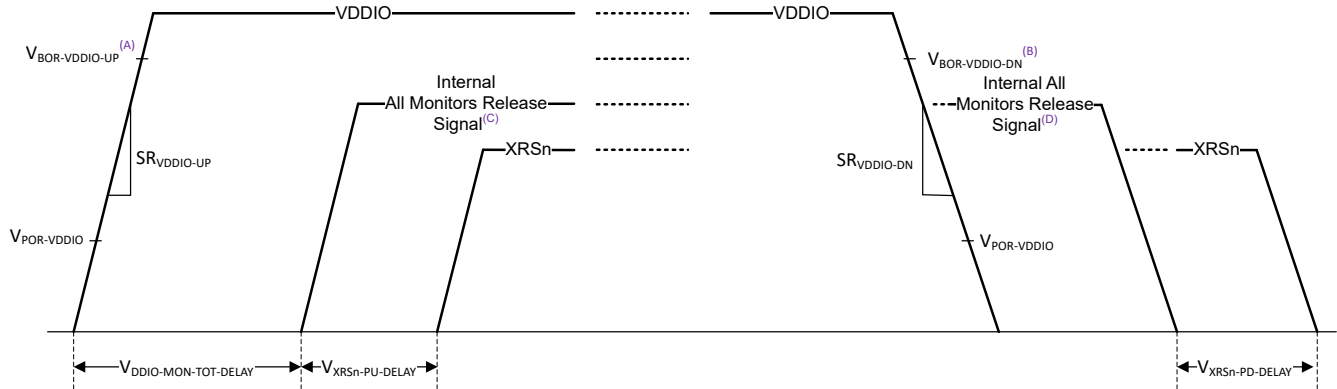 VDDIO
VDDIO
VBOR-VDDIO-UP(A)
VBOR-VDDIO-DN(B)
Internal
All Monitors Release
Signal(C)
Internal All
Monitors Release
Signal(D)
XRSn
XRSn
SRVDDIO-UP
SRVDDIO-DN
VPOR-VDDIO
VPOR-VDDIO
VDDIO-MON-TOT-DELAY
VXRSn-PU-DELAY
VXRSn-PD-DELAY